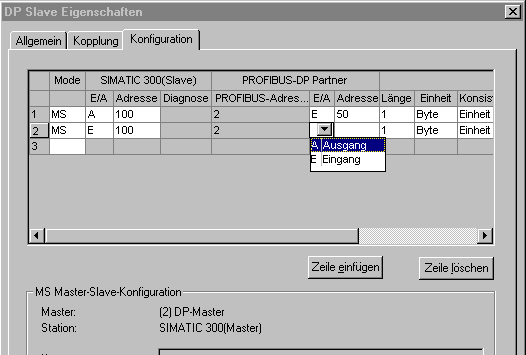 DP Slave Eigenschaften
Allgemein Kopplung Konfiguration
Mode SIMATIC 300(Slave) PROFIBUS-DP Partner
E/A Adresse Diagnose PROFIBUS-Adres... E/A Adresse Länge Einheit Konsist
1 MS A 100 2 E 50 1 Byte Einheit
2 MS E 100 2 1 Byte Einheit
3 A Ausgang
E Eingang
Zeile einfügen Zeile löschen
MS Master-Slave-Konfiguration
Master: (2) DP-Master
Station: SIMATIC 300(Master)